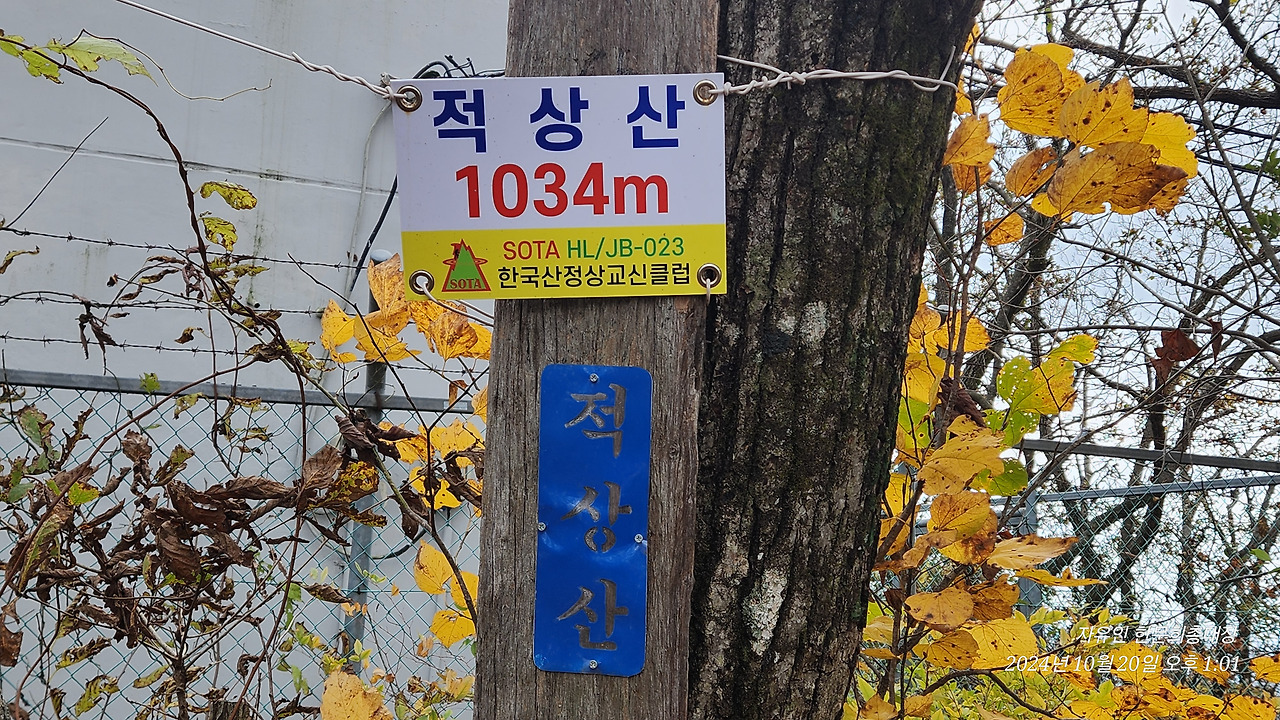 적 상 산
1034m
SOTA HL/JB-023
SOTA
한국산정상교신클럽
적
상
산
2024년 10월 20일 오후 1:01